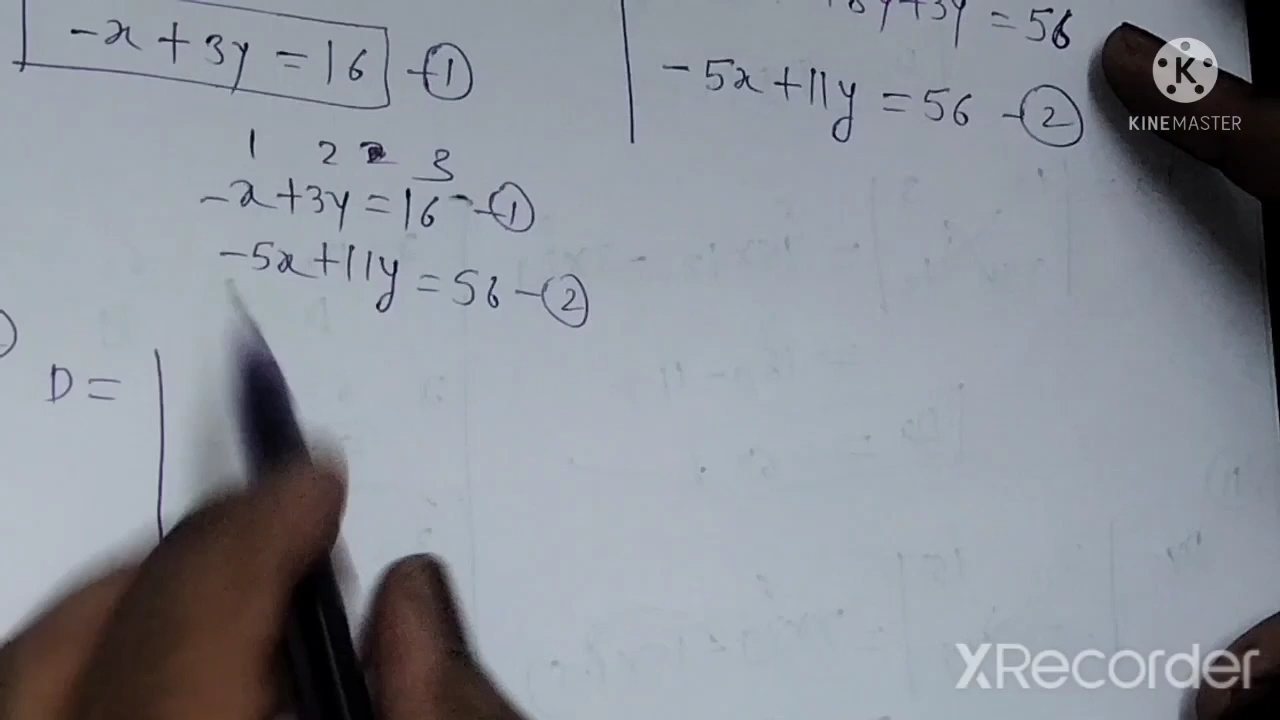 -x + 3y = 16 -①
+3y = 56
-5x + 11y = 56 -②
K
KINEMASTER
1 2 3
-x + 3y = 16 -①
-5x + 11y = 56 -②
D = |
XRecorder